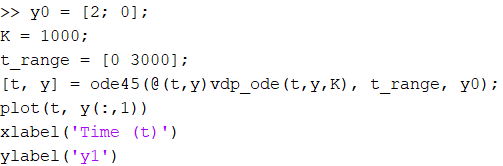 >> y0 = [2; 0];
K = 1000;
t_range = [0 3000];
[t, y] = ode45(@(t,y)vdp_ode(t,y,K), t_range, y0);
plot(t, y(:,1))
xlabel('Time (t)')
ylabel('y1')